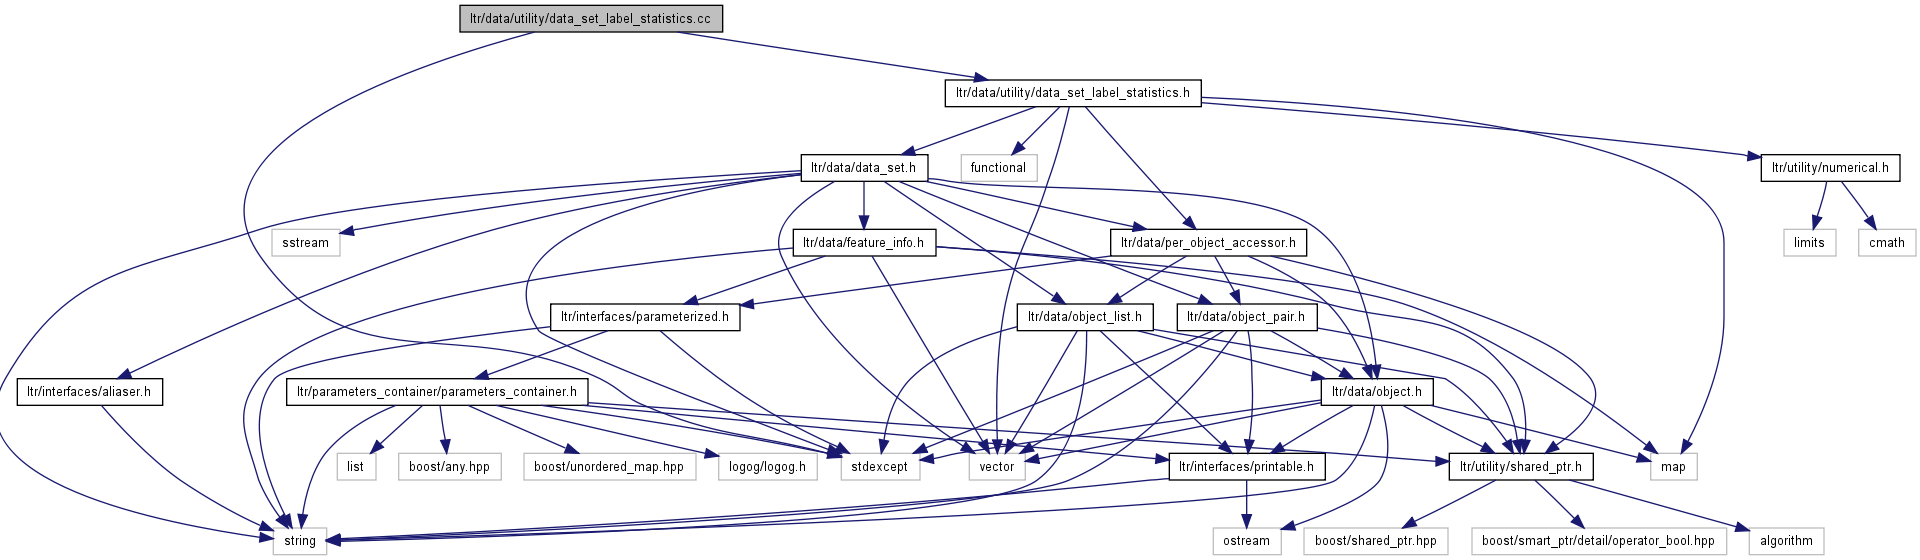 ltr/data/utility/data_set_label_statistics.cc
ltr/data/utility/data_set_label_statistics.h
ltr/data/data_set.h
functional
ltr/utility/numerical.h
sstream
ltr/data/feature_info.h
ltr/data/per_object_accessor.h
limits
cmath
ltr/interfaces/parameterized.h
ltr/data/object_list.h
ltr/data/object_pair.h
ltr/interfaces/aliaser.h
ltr/parameters_container/parameters_container.h
ltr/data/object.h
list
boost/any.hpp
boost/unordered_map.hpp
logog/logog.h
stdexcept
vector
ltr/interfaces/printable.h
ltr/utility/shared_ptr.h
map
string
ostream
boost/shared_ptr.hpp
boost/smart_ptr/detail/operator_bool.hpp
algorithm